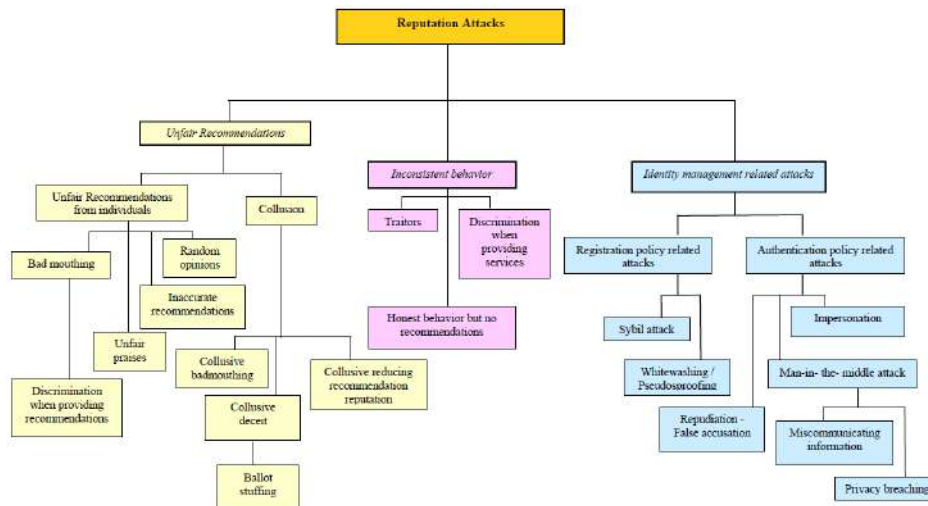 Reputation Attacks
Unfair Recommendations
Inconsistent behavior
Identity management related attacks
Unfair Recommendations
from individuals
Collusion
Traitors
Discrimination
when
providing
services
Registration policy related
attacks
Authentication policy related
attacks
Bad mouthing
Random
opinions
Inaccurate
recommendations
Honest behavior but no
recommendations
Sybil attack
Impersonation
Unfair
praises
Collusive
badmouthing
Collusive reducing
recommendation
reputation
Whitewashing /
Pseudosproofing
Man-in- the- middle attack
Discrimination
when providing
recommendations
Collusive
deceit
Repudiation -
False accusation
Miscommunicating
information
Ballot
stuffing
Privacy breaching